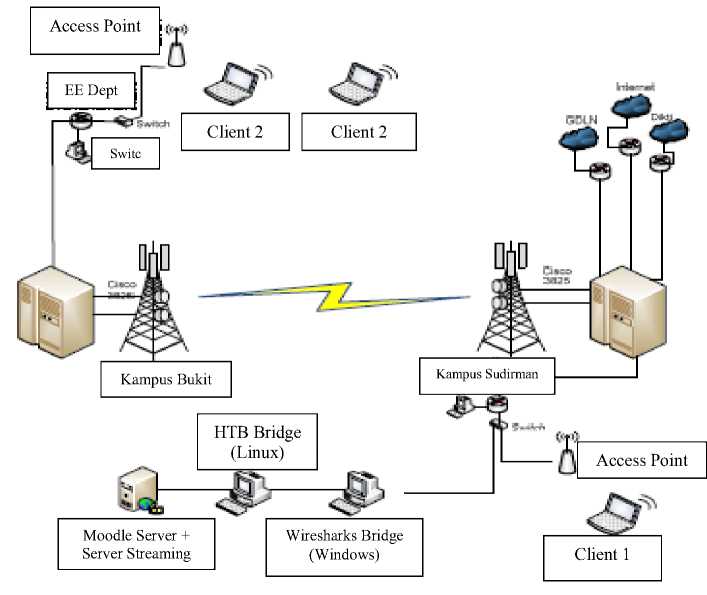 Access Point
EE Dept
Switch
Switc
Client 2
Client 2
Internet
GDLN
Dikti
Cisco
3825
Cisco
3825
Kampus Bukit
Kampus Sudirman
Switch
HTB Bridge
(Linux)
Access Point
Moodle Server +
Server Streaming
Wiresharks Bridge
(Windows)
Client 1